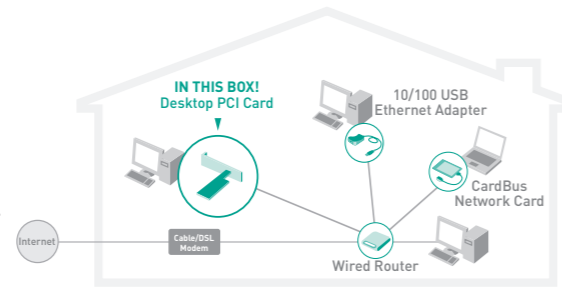 IN THIS BOX!
Desktop PCI Card
10/100 USB
Ethernet Adapter
CardBus
Network Card
Internet
Cable/DSL
Modem
Wired Router